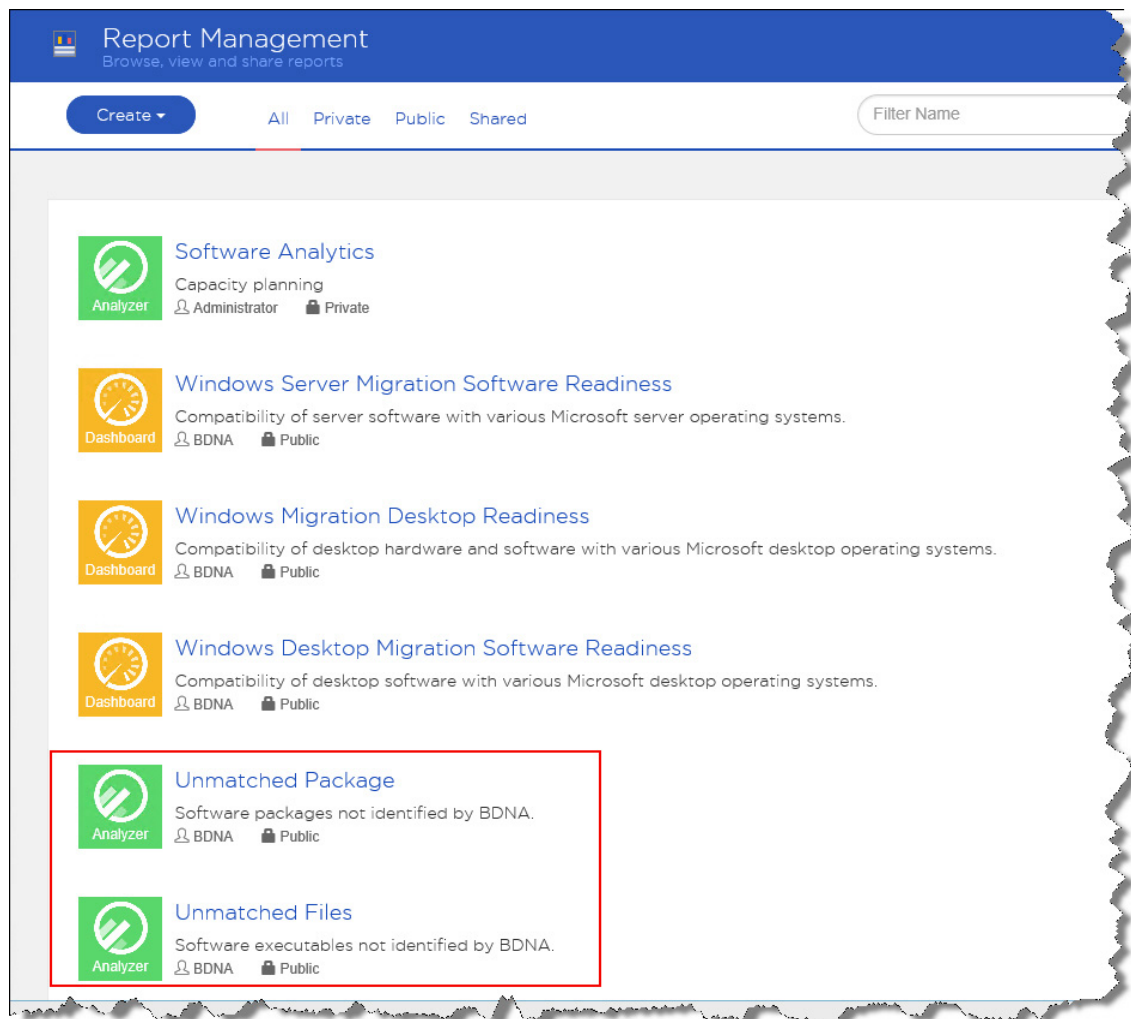 Report Management
Browse, view and share reports
Create
All Private Public Shared
Filter Name
Software Analytics
Capacity planning
Analyzer
Administrator Private
Windows Server Migration Software Readiness
Compatibility of server software with various Microsoft server operating systems.
Dashboard
BDNA Public
Windows Migration Desktop Readiness
Compatibility of desktop hardware and software with various Microsoft desktop operating systems.
Dashboard
BDNA Public
Windows Desktop Migration Software Readiness
Compatibility of desktop software with various Microsoft desktop operating systems.
Dashboard
BDNA Public
Unmatched Package
Software packages not identified by BDNA.
Analyzer
BDNA Public
Unmatched Files
Software executables not identified by BDNA.
Analyzer
BDNA Public